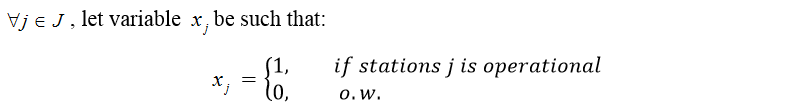 ∀j ∈ J , let variable x_j be such that:
x_j = {1, if stations j is operational
0, o.w.